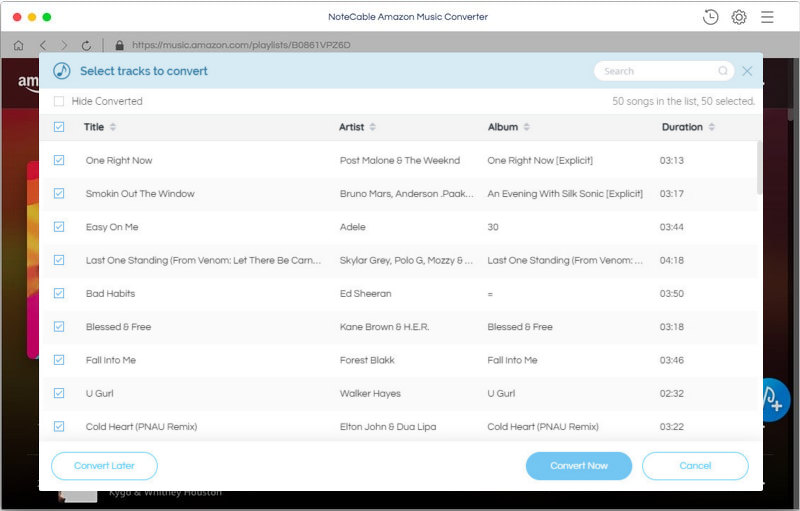 NoteCable Amazon Music Converter
https://music.amazon.com/playlists/B0861VPZ6D
am
Select tracks to convert
Search
Hide Converted
50 songs in the list, 50 selected.
Title Artist Album Duration
One Right Now Post Malone & The Weeknd One Right Now [Explicit] 03:13
Smokin Out The Window Bruno Mars, Anderson .Paak... An Evening With Silk Sonic [Explicit] 03:17
Easy On Me Adele 30 03:44
Last One Standing (From Venom: Let There Be Carn... Skylar Grey, Polo G, Mozzy & ... Last One Standing (From Venom: ... 04:18
Bad Habits Ed Sheeran = 03:50
Blessed & Free Kane Brown & H.E.R. Blessed & Free 03:18
Fall Into Me Forest Blakk Fall Into Me 03:46
U Gurl Walker Hayes U Gurl 02:32
Cold Heart (PNAU Remix) Elton John & Dua Lipa Cold Heart (PNAU Remix) 03:22
Convert Later Convert Now Cancel
Kygo & Whitney Houston